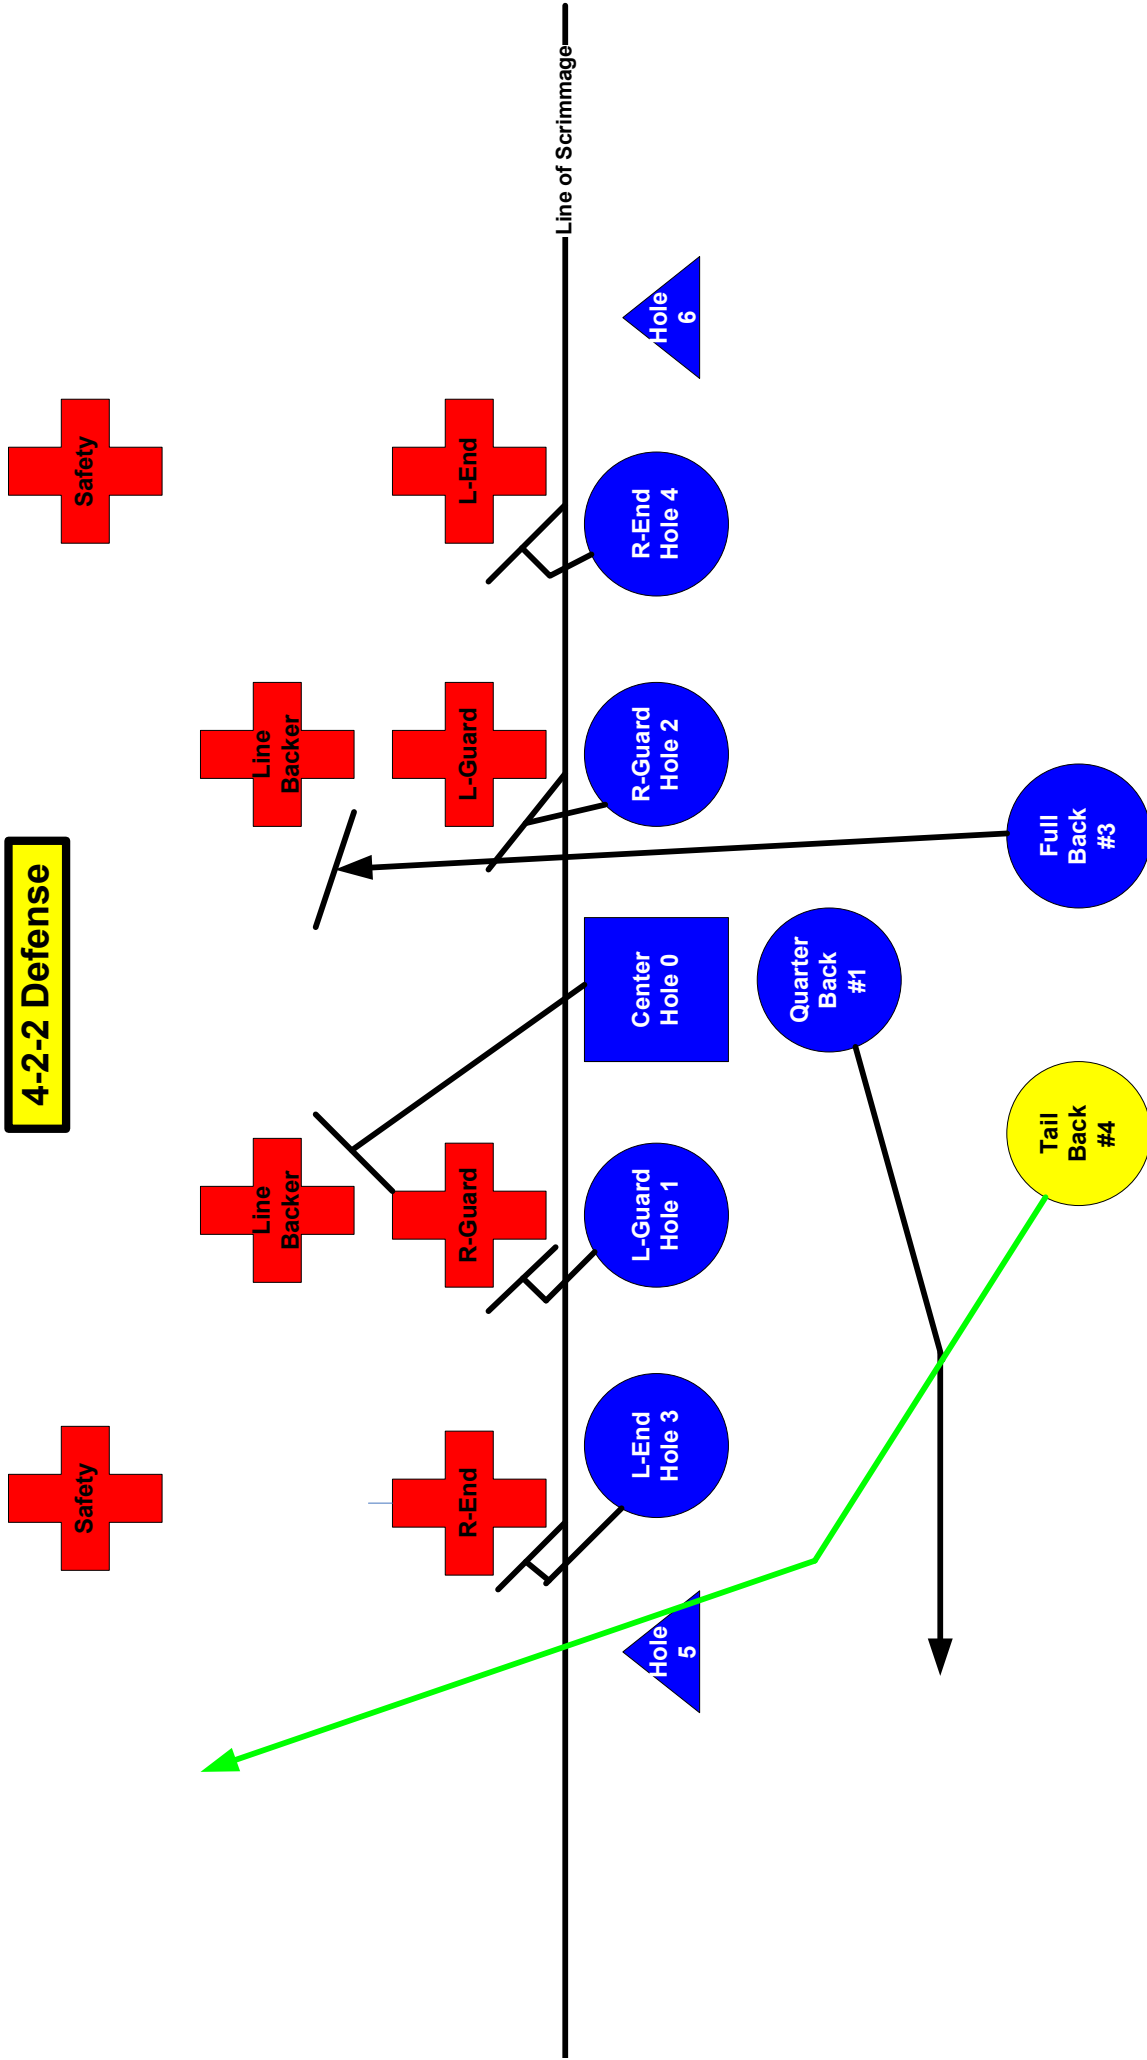 4-2-2 Defense
Safety
Safety
Line
Backer
Line
Backer
R-End
R-Guard
L-Guard
L-End
Line of Scrimmage
Hole
5
L-End
Hole 3
L-Guard
Hole 1
Center
Hole 0
R-Guard
Hole 2
R-End
Hole 4
Hole
6
Quarter
Back
#1
Tail
Back
#4
Full
Back
#3